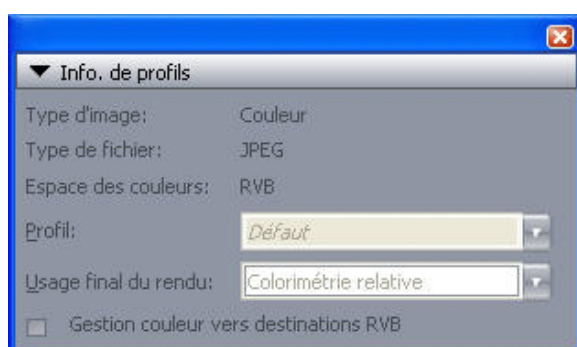 Info. de profils
Type d'image: Couleur
Type de fichier: JPEG
Espace des couleurs: RVB
Profil: Défaut
Usage final du rendu: Colorimétrie relative
Gestion couleur vers destinations RVB